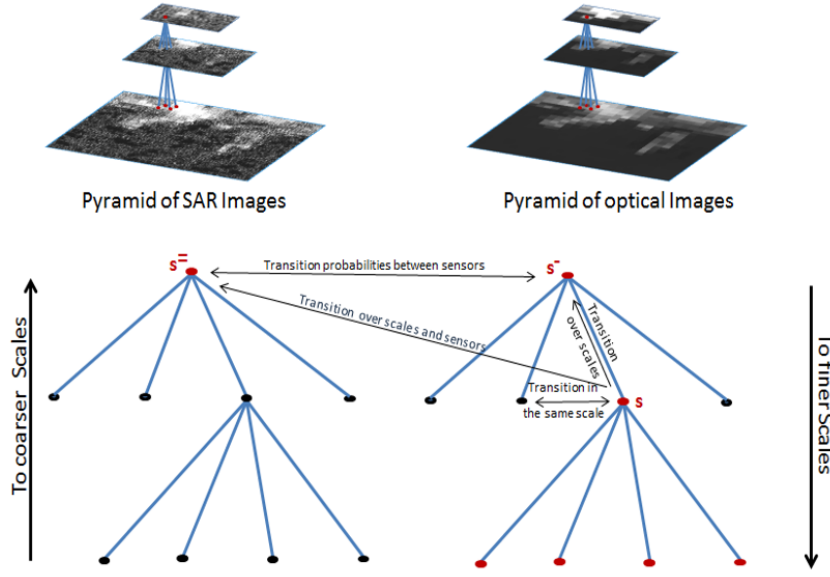 Pyramid of SAR Images
Pyramid of optical Images
s=
Transition probabilities between sensors
s-
Transition over scales and sensors
Transition
over scales
Transition in
the same scale
s
To coarser Scales
To finer Scales